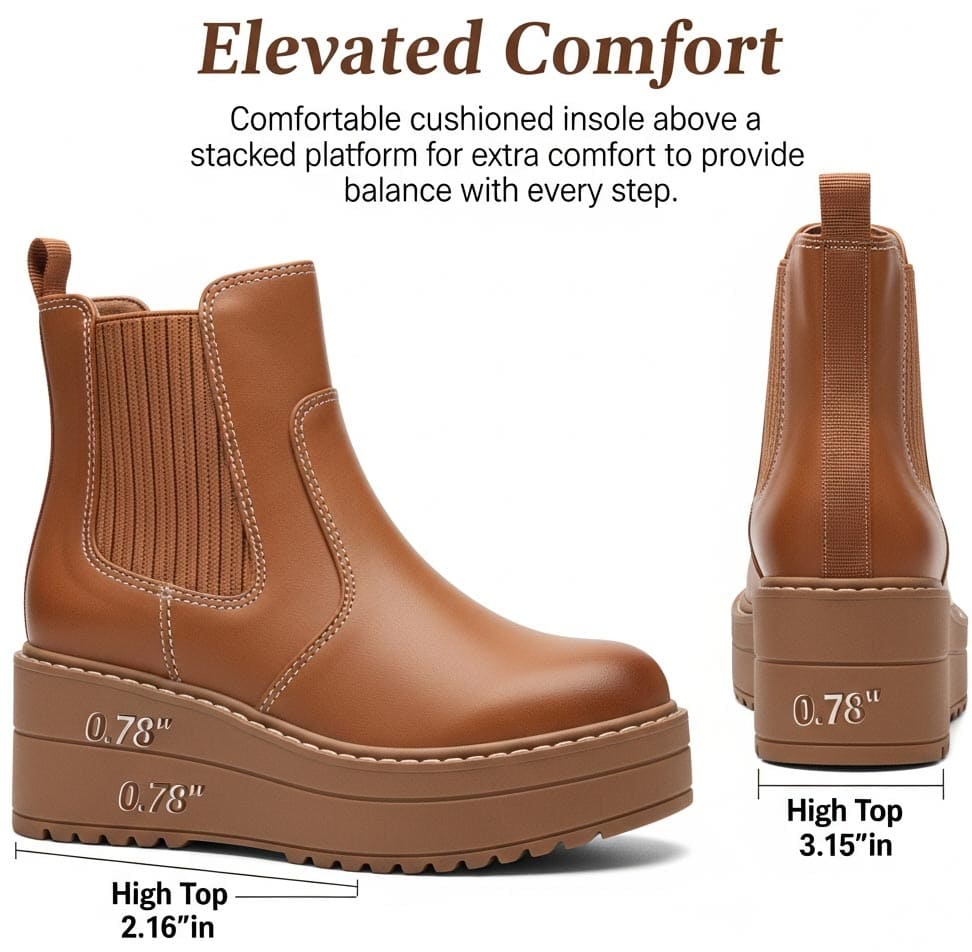 Elevated Comfort
Comfortable cushioned insole above a
stacked platform for extra comfort to provide
balance with every step.
0.78"
0.78"
0.78"
High Top
3.15"in
High Top
2.16"in